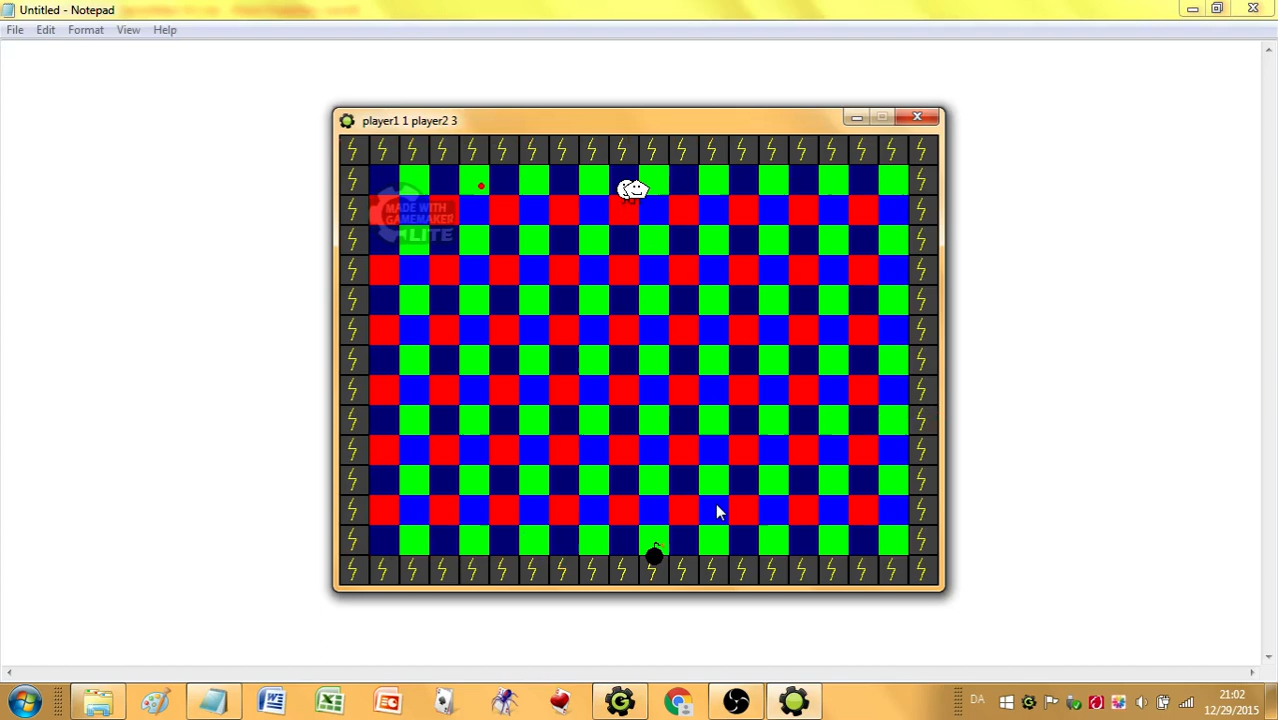 Untitled - Notepad
File Edit Format View Help
player1 1 player2 3
MADE WITH
GAMEMAKER
LITE
DA
21:02
12/29/2015